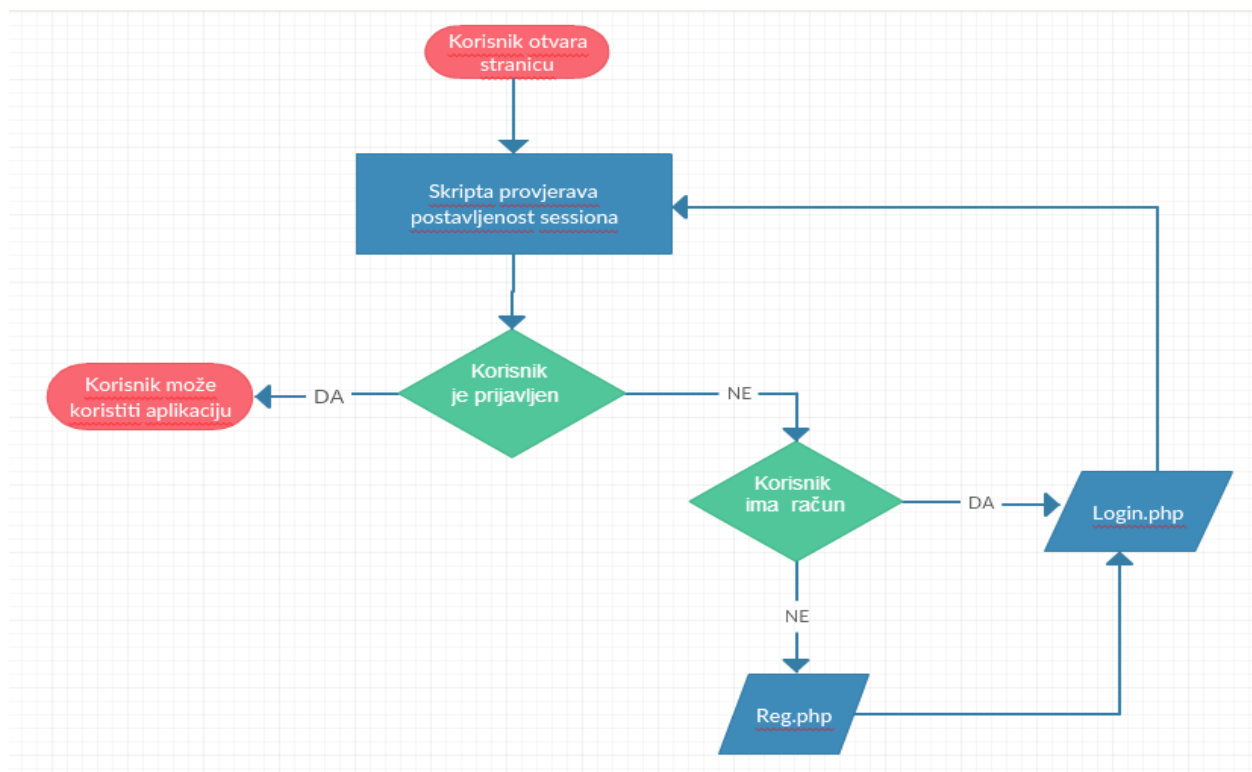 Korisnik otvara
stranicu
Skripta provjerava
postavljenost sessiona
Korisnik
je prijavljen
DA
Korisnik može
koristiti aplikaciju
NE
Korisnik
ima račun
DA
Login.php
NE
Reg.php